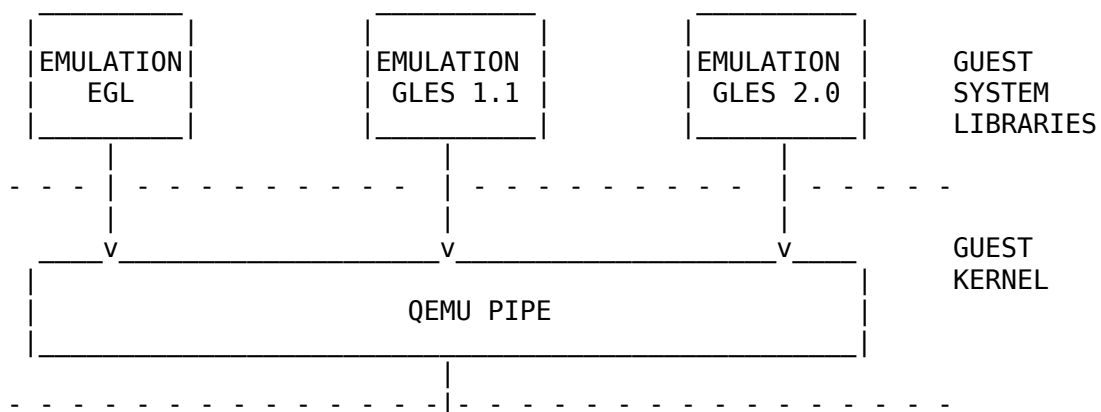 EMULATION EMULATION EMULATION GUEST
EGL GLES 1.1 GLES 2.0 SYSTEM
LIBRARIES
GUEST
KERNEL
QEMU PIPE